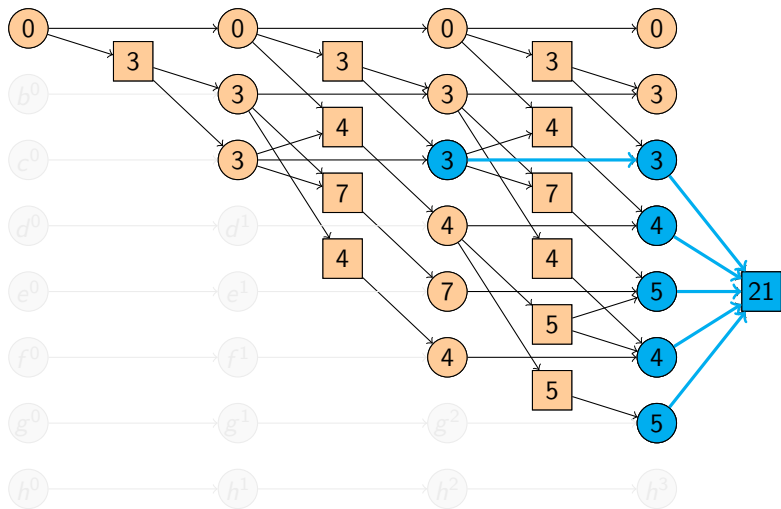 0 0 0 0
3 3 3
b⁰ 3 3 3
4 4
c⁰ 3 3 3
7 7
d⁰ d¹ 4 4
4 4
e⁰ e¹ 7 5 21
5
f⁰ f¹ 4 4
5
g⁰ g¹ g² 5
h⁰ h¹ h² h³